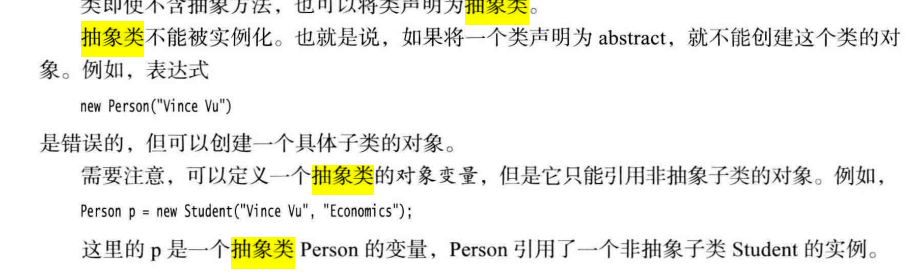 类即使不含抽象方法，也可以将类声明为抽象类。
抽象类不能被实例化。也就是说，如果将一个类声明为 abstract，就不能创建这个类的对
象。例如，表达式
new Person("Vince Vu")
是错误的，但可以创建一个具体子类的对象。
需要注意，可以定义一个抽象类的对象变量，但是它只能引用非抽象子类的对象。例如，
Person p = new Student("Vince Vu", "Economics");
这里的 p 是一个抽象类 Person 的变量，Person 引用了一个非抽象子类 Student 的实例。